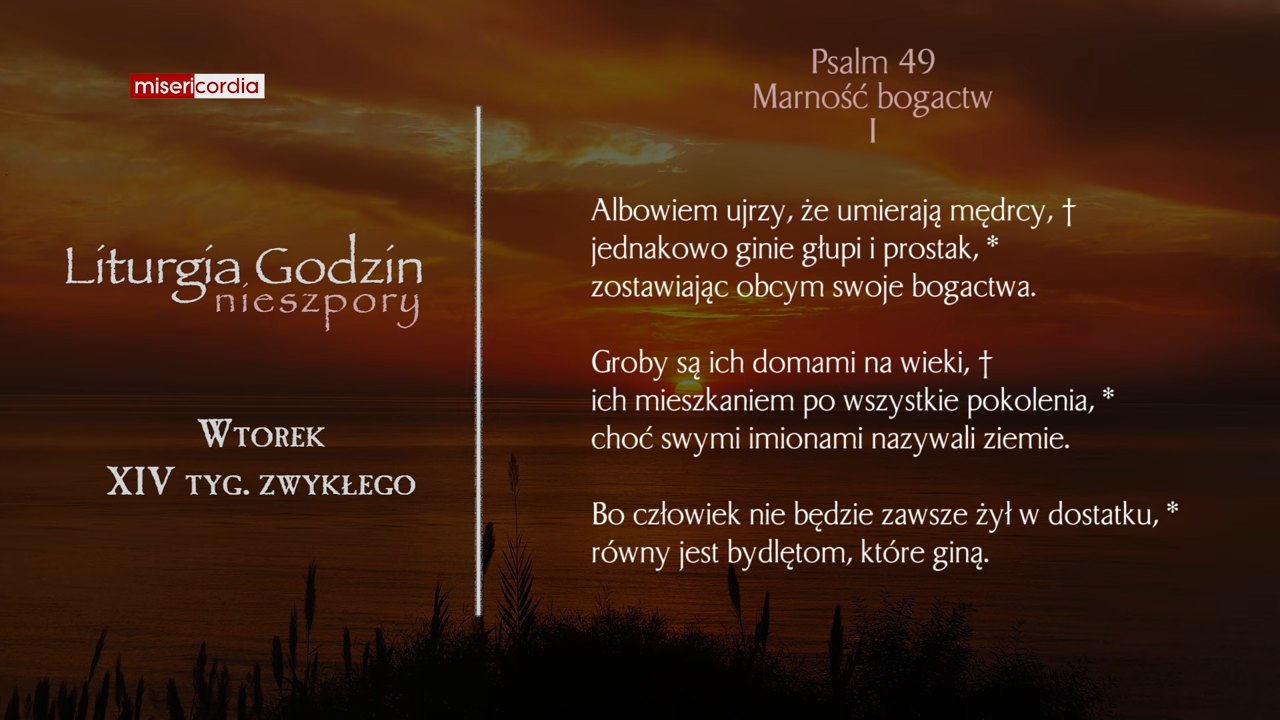 misericordia
Liturgia Godzin
nieszpory
Wtorek
XIV tyg. zwykłego
Psalm 49
Marność bogactw
I
Albowiem ujrzy, że umierają mędrcy, †
jednakowo ginie głupi i prostak, *
zostawiając obcym swoje bogactwa.
Groby są ich domami na wieki, †
ich mieszkaniem po wszystkie pokolenia, *
choć swymi imionami nazywali ziemie.
Bo człowiek nie będzie zawsze żył w dostatku, *
równy jest bydlętom, które giną.